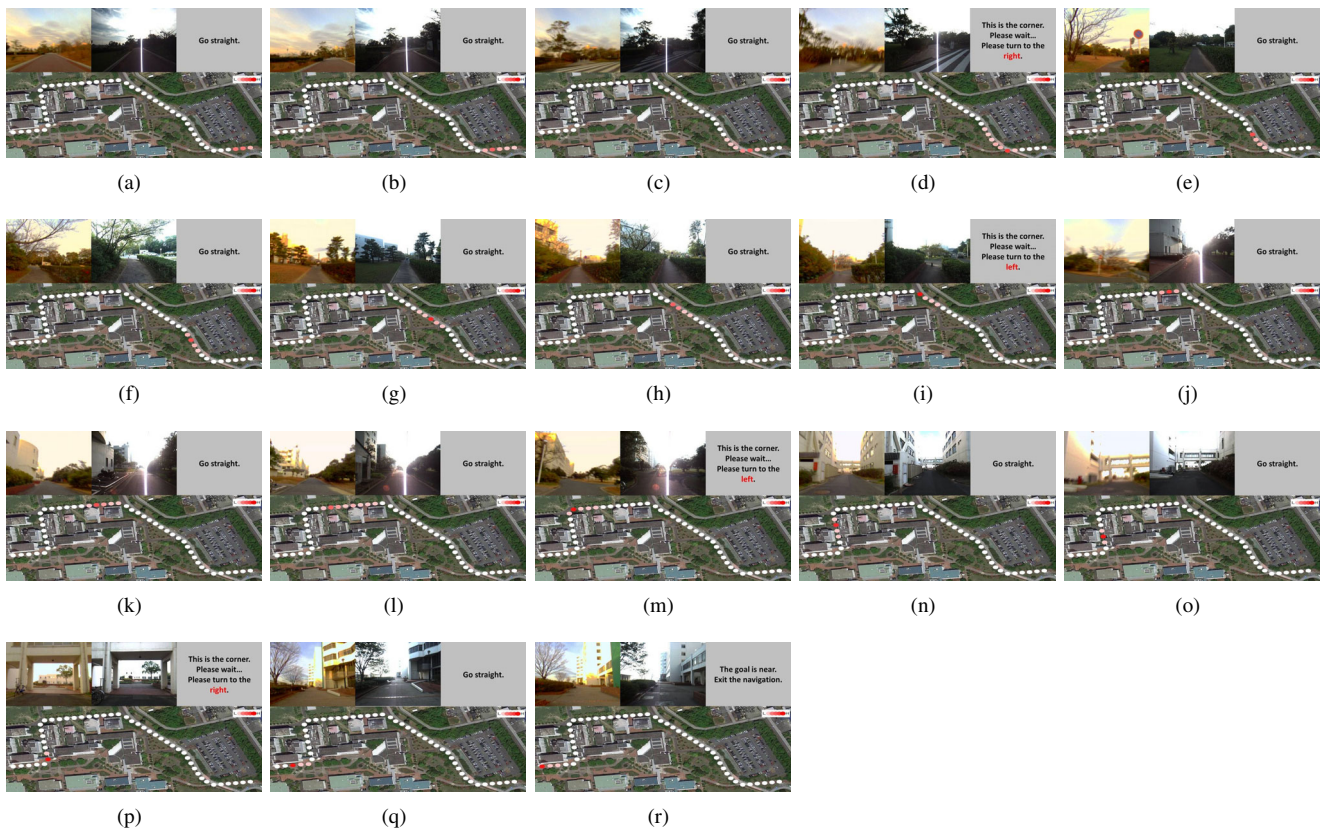 Go straight.
Go straight.
Go straight.
This is the corner.
Please wait...
Please turn to the
right.
Go straight.
(a)
(b)
(c)
(d)
(e)
Go straight.
Go straight.
Go straight.
This is the corner.
Please wait...
Please turn to the
left.
Go straight.
(f)
(g)
(h)
(i)
(j)
Go straight.
Go straight.
This is the corner.
Please wait...
Please turn to the
left.
Go straight.
Go straight.
(k)
(l)
(m)
(n)
(o)
This is the corner.
Please wait...
Please turn to the
right.
Go straight.
The goal is near.
Exit the navigation.
(p)
(q)
(r)